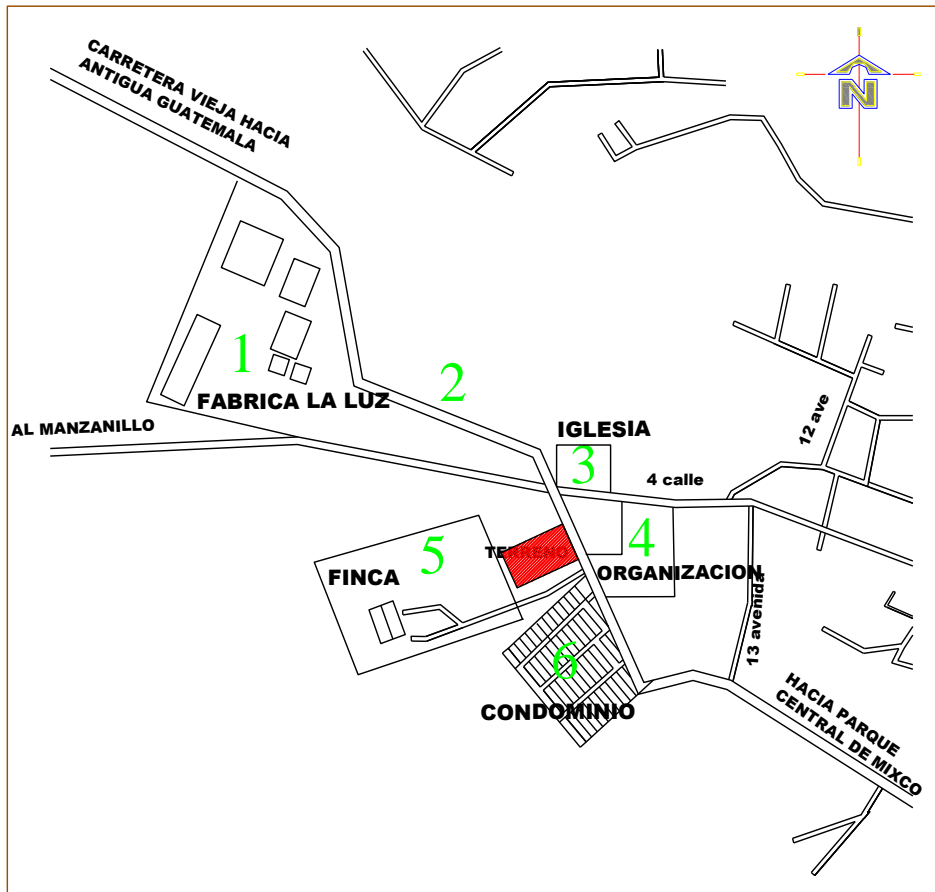 CARRETERA VIEJA HACIA
ANTIGUA GUATEMALA
N
1
2
FABRICA LA LUZ
AL MANZANILLO
12 ave
IGLESIA
3
4 calle
4
5
TERRENO
FINCA
ORGANIZACION
13 avenida
6
CONDOMINIO
HACIA PARQUE
CENTRAL DE MIXCO